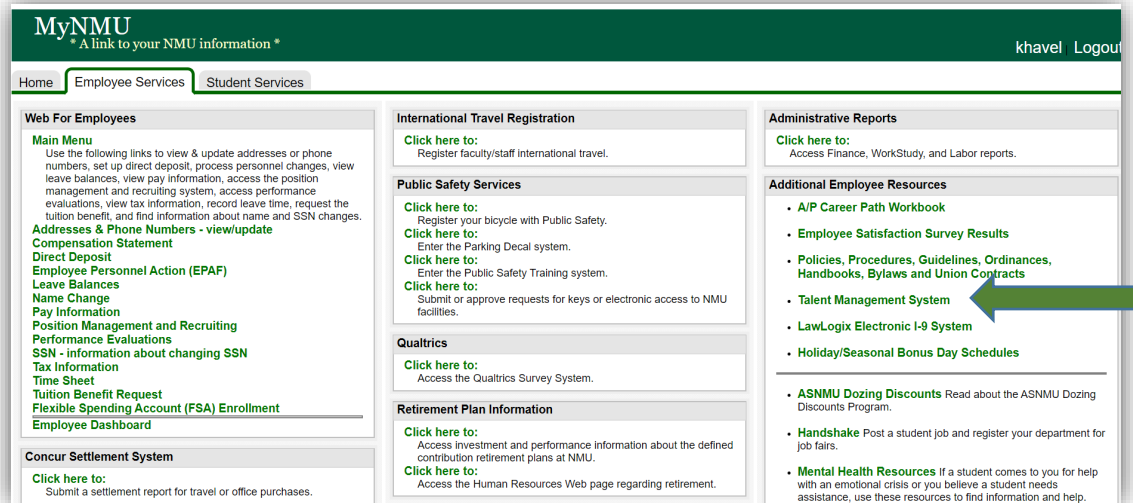 MyNMU
* A link to your NMU information *
khavel | Logout
Home
Employee Services
Student Services
Web For Employees
Main Menu
Use the following links to view & update addresses or phone
numbers, set up direct deposit, process personnel changes, view
leave balances, view pay information, access the position
management and recruiting system, access performance
evaluations, view tax information, record leave time, request the
tuition benefit, and find information about name and SSN changes.
Addresses & Phone Numbers - view/update
Compensation Statement
Direct Deposit
Employee Personnel Action (EPAF)
Leave Balances
Name Change
Pay Information
Position Management and Recruiting
Performance Evaluations
SSN - information about changing SSN
Tax Information
Time Sheet
Tuition Benefit Request
Flexible Spending Account (FSA) Enrollment
Employee Dashboard
Concur Settlement System
Click here to:
Submit a settlement report for travel or office purchases.
International Travel Registration
Click here to:
Register faculty/staff international travel.
Public Safety Services
Click here to:
Register your bicycle with Public Safety.
Click here to:
Enter the Parking Decal system.
Click here to:
Enter the Public Safety Training system.
Click here to:
Submit or approve requests for keys or electronic access to NMU
facilities.
Qualtrics
Click here to:
Access the Qualtrics Survey System.
Retirement Plan Information
Click here to:
Access investment and performance information about the defined
contribution retirement plans at NMU.
Click here to:
Access the Human Resources Web page regarding retirement.
Administrative Reports
Click here to:
Access Finance, WorkStudy, and Labor reports.
Additional Employee Resources
• A/P Career Path Workbook
• Employee Satisfaction Survey Results
• Policies, Procedures, Guidelines, Ordinances,
Handbooks, Bylaws and Union Contracts
• Talent Management System
• LawLogix Electronic I-9 System
• Holiday/Seasonal Bonus Day Schedules
• ASNMU Dozing Discounts Read about the ASNMU Dozing
Discounts Program.
• Handshake Post a student job and register your department for
job fairs.
• Mental Health Resources If a student comes to you for help
with an emotional crisis or you believe a student needs
assistance, use these resources to find information and help.